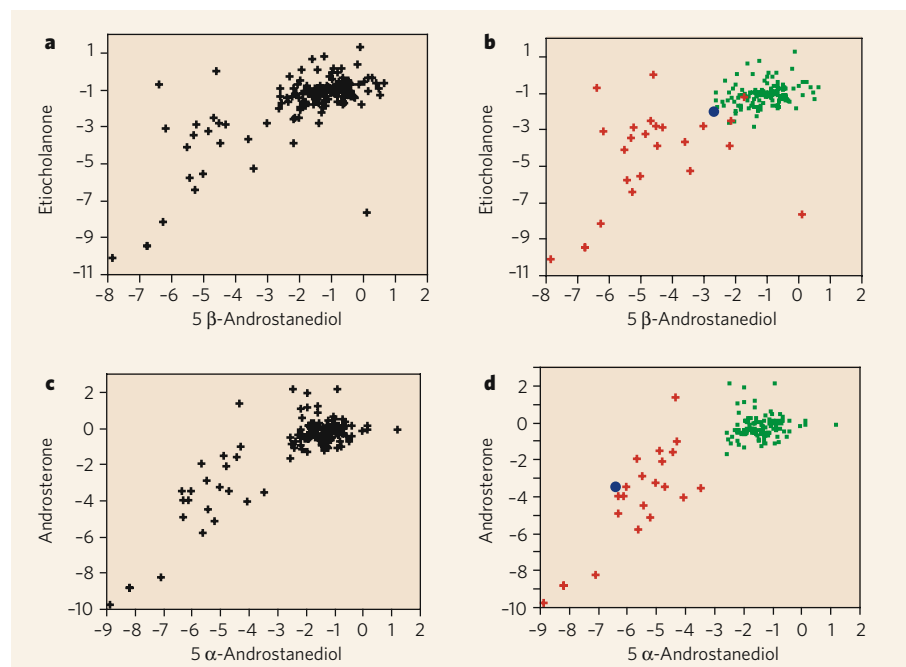 a
1
-1
-3
-5
-7
-9
-11
Etiocholanone
-8 -7 -6 -5 -4 -3 -2 -1 0 1 2
5 β-Androstanediol
b
1
-1
-3
-5
-7
-9
-11
Etiocholanone
-8 -7 -6 -5 -4 -3 -2 -1 0 1 2
5 β-Androstanediol
c
2
0
-2
-4
-6
-8
-10
Androsterone
-9 -8 -7 -6 -5 -4 -3 -2 -1 0 1 2
5 α-Androstanediol
d
2
0
-2
-4
-6
-8
-10
Androsterone
-9 -8 -7 -6 -5 -4 -3 -2 -1 0 1 2
5 α-Androstanediol